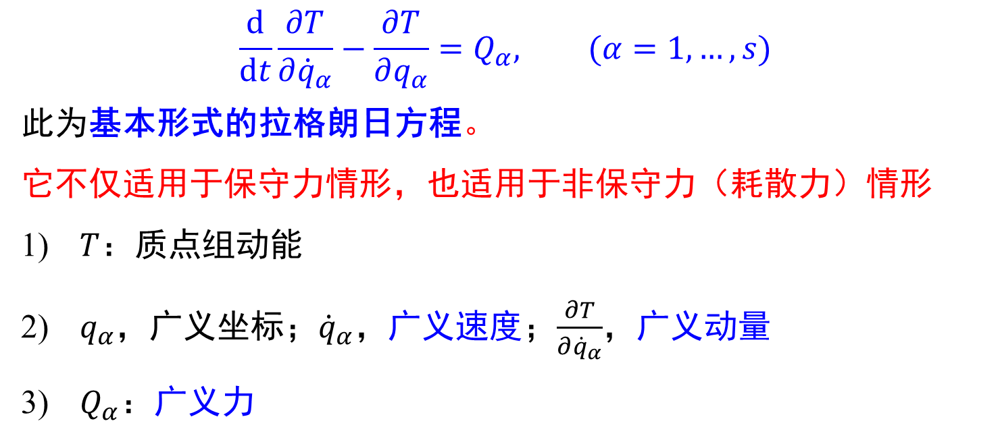 $\frac{\mathrm{d}}{\mathrm{d}t}\frac{\partial T}{\partial \dot{q}_\alpha} - \frac{\partial T}{\partial q_\alpha} = Q_\alpha, \quad (\alpha = 1, \ldots, s)$
此为基本形式的拉格朗日方程。
它不仅适用于保守力情形，也适用于非保守力（耗散力）情形
1) $T$：质点组动能
2) $q_\alpha$，广义坐标；$\dot{q}_\alpha$，广义速度；$\frac{\partial T}{\partial \dot{q}_\alpha}$，广义动量
3) $Q_\alpha$：广义力